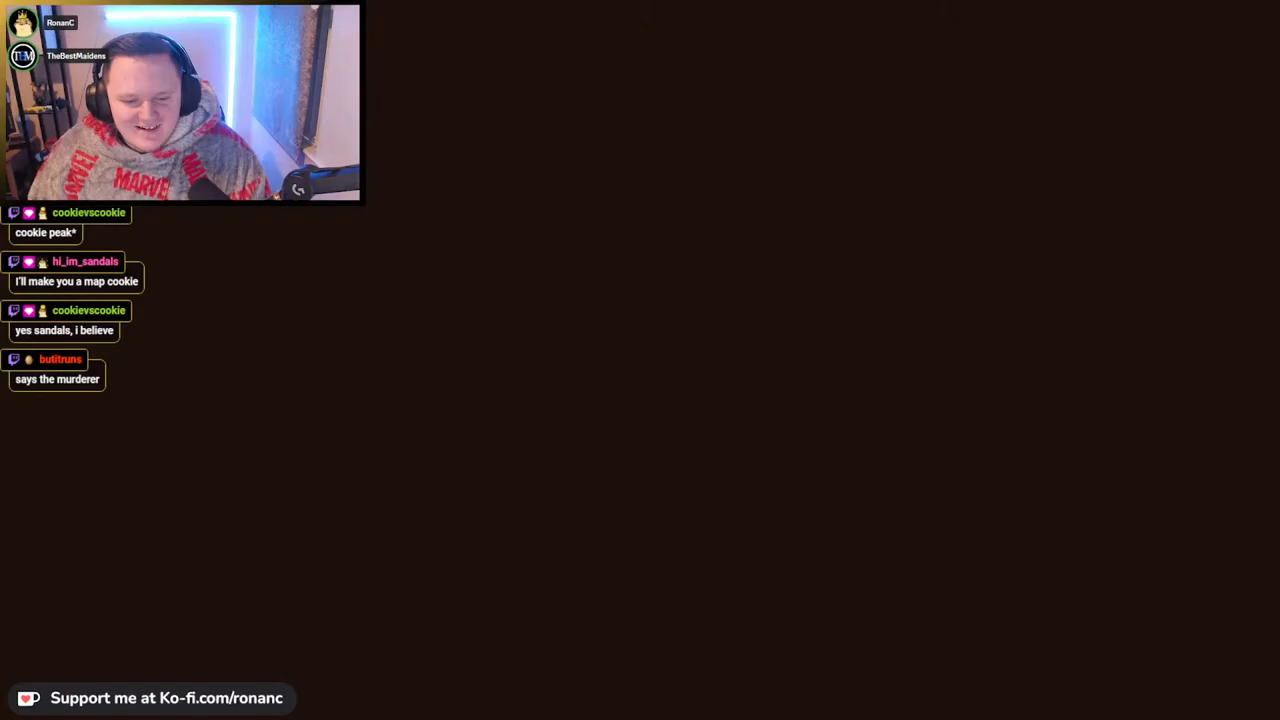 RonanC
TBM TheBestMaidens
MARVEL
cookievscookie
cookie peak*
hi_im_sandals
I'll make you a map cookie
cookievscookie
yes sandals, i believe
butitruns
says the murderer
Support me at Ko-fi.com/ronanc